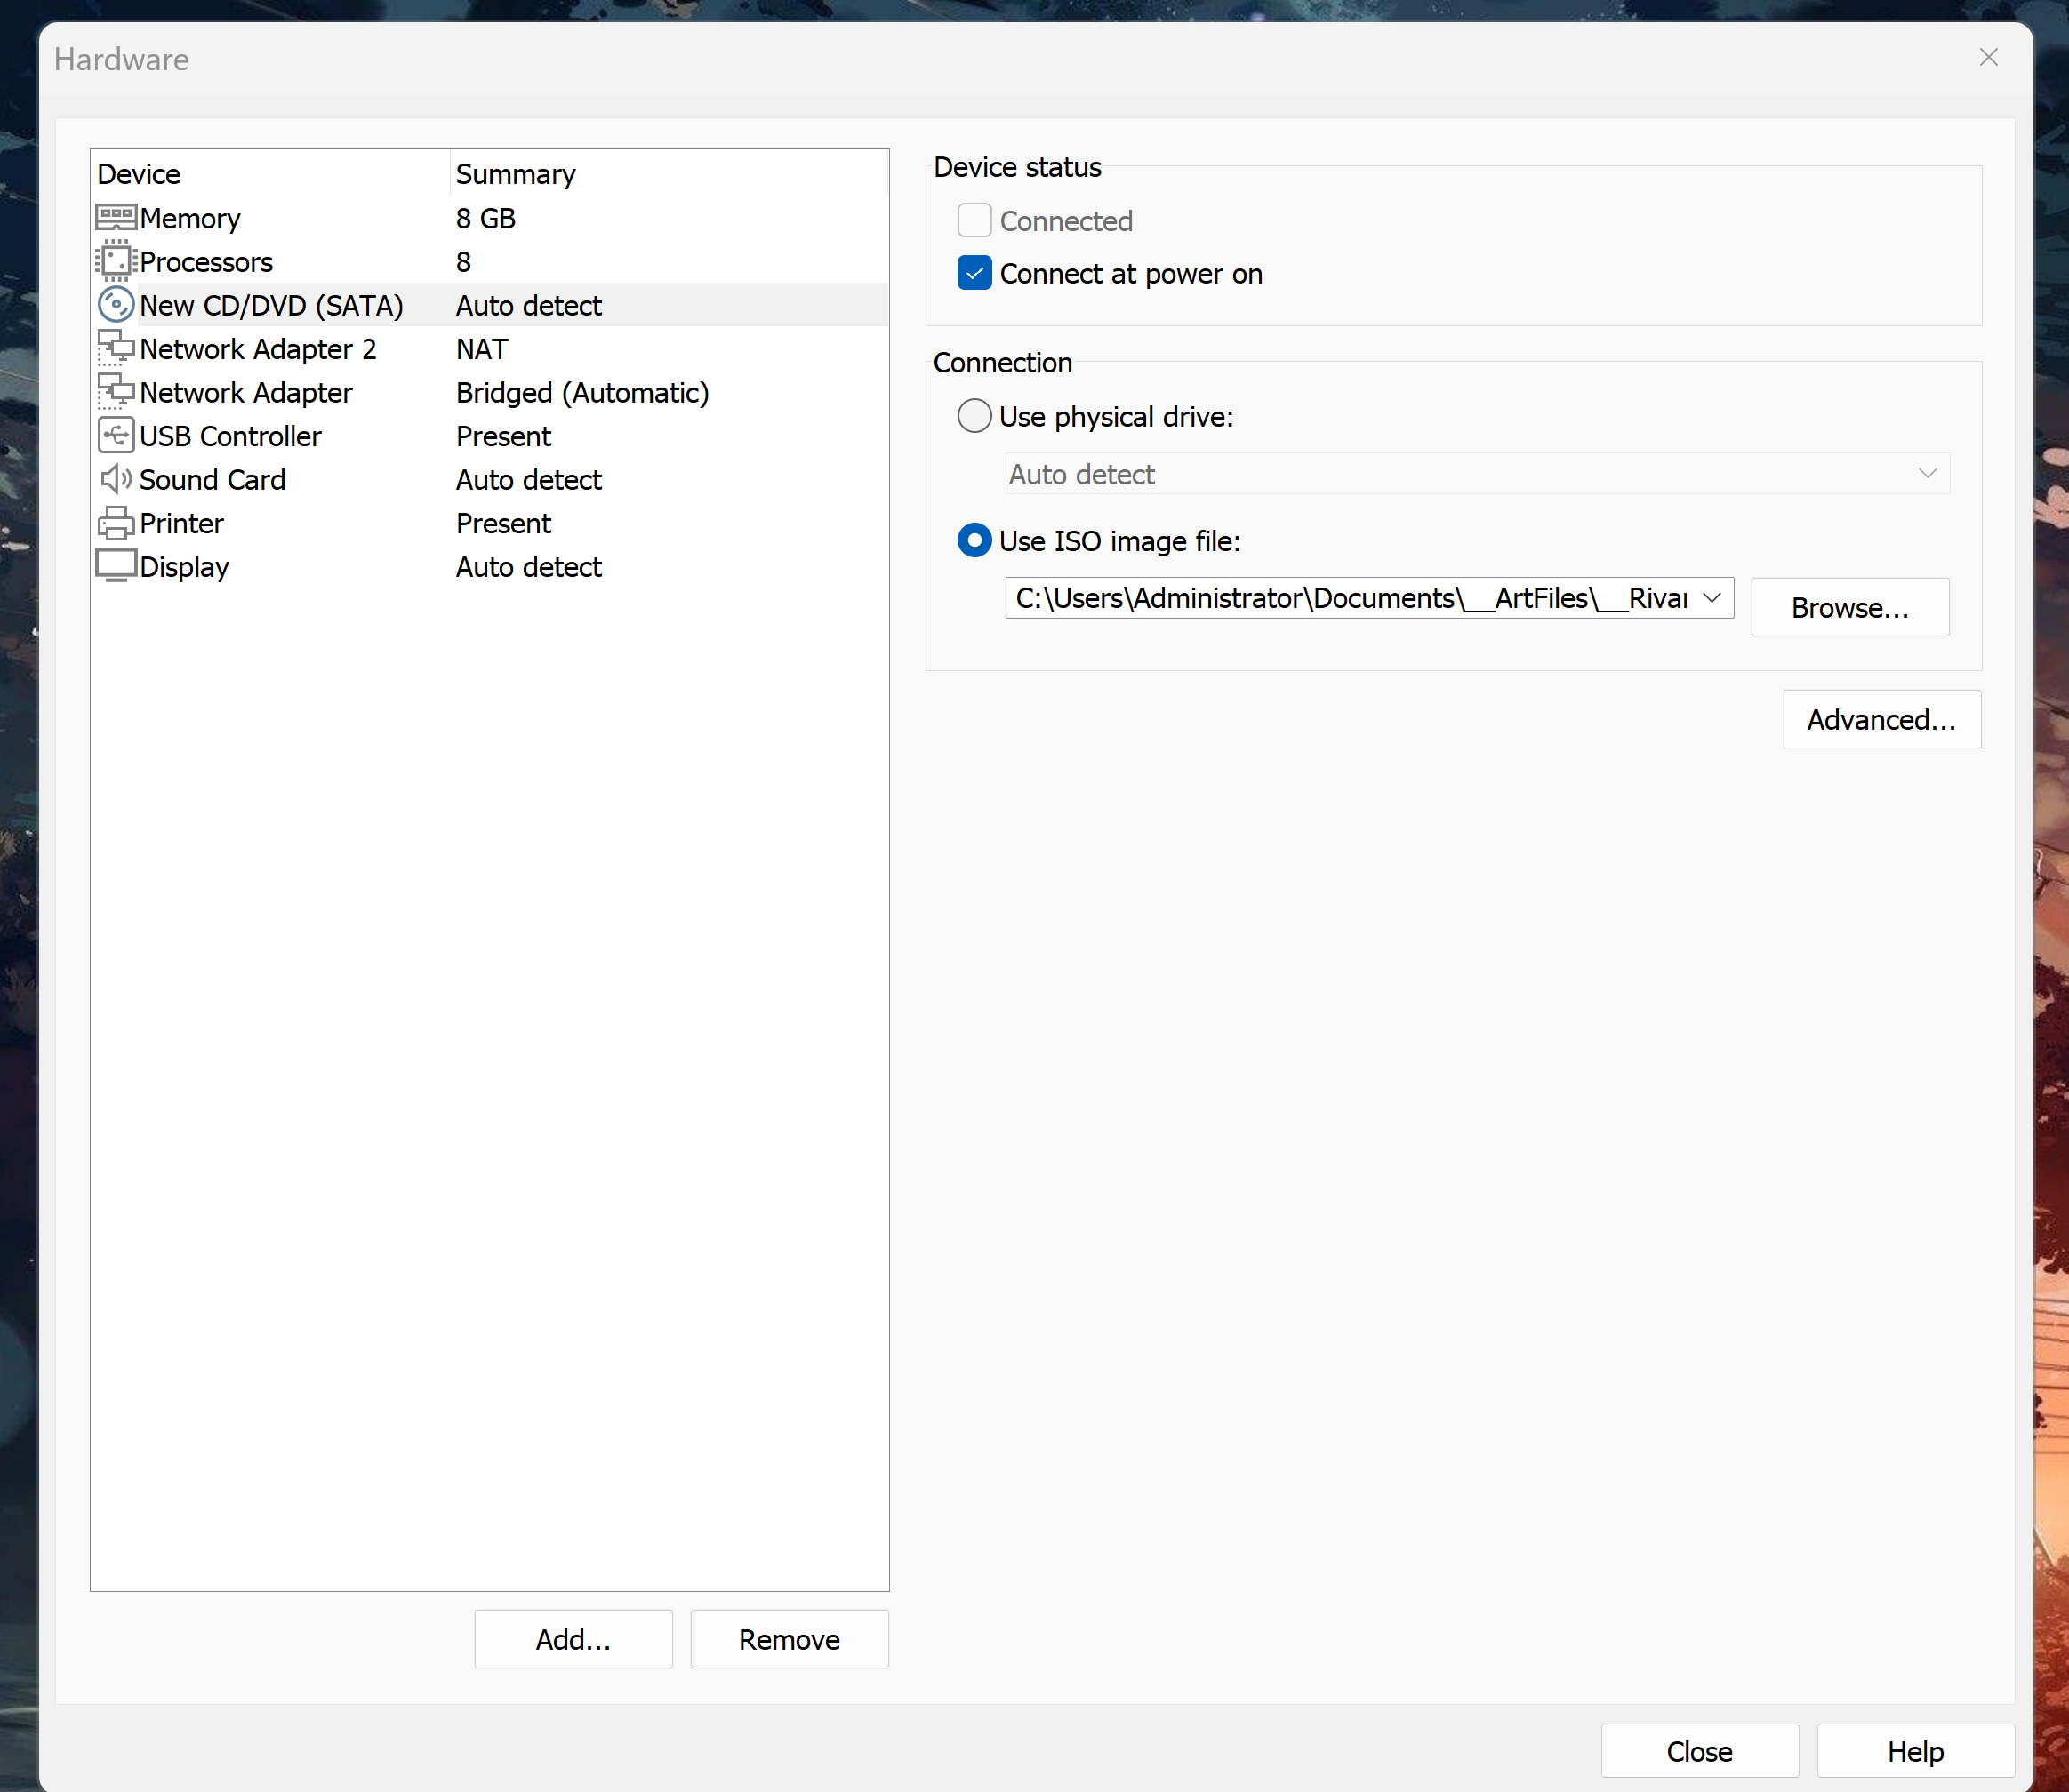 Hardware
Device Summary
Memory 8 GB
Processors 8
New CD/DVD (SATA) Auto detect
Network Adapter 2 NAT
Network Adapter Bridged (Automatic)
USB Controller Present
Sound Card Auto detect
Printer Present
Display Auto detect
Add...
Remove
Device status
Connected
Connect at power on
Connection
Use physical drive:
Auto detect
Use ISO image file:
C:\Users\Administrator\Documents\__ArtFiles\__Rivar
Browse...
Advanced...
Close
Help